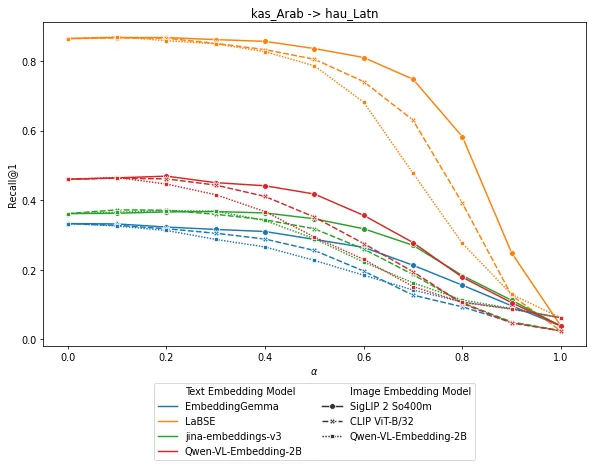 kas_Arab -> hau_Latn
Recall@1
0.8
0.6
0.4
0.2
0.0
0.0 0.2 0.4 0.6 0.8 1.0
α
Text Embedding Model
EmbeddingGemma
LaBSE
jina-embeddings-v3
Qwen-VL-Embedding-2B
Image Embedding Model
SigLIP 2 So400m
CLIP ViT-B/32
Qwen-VL-Embedding-2B